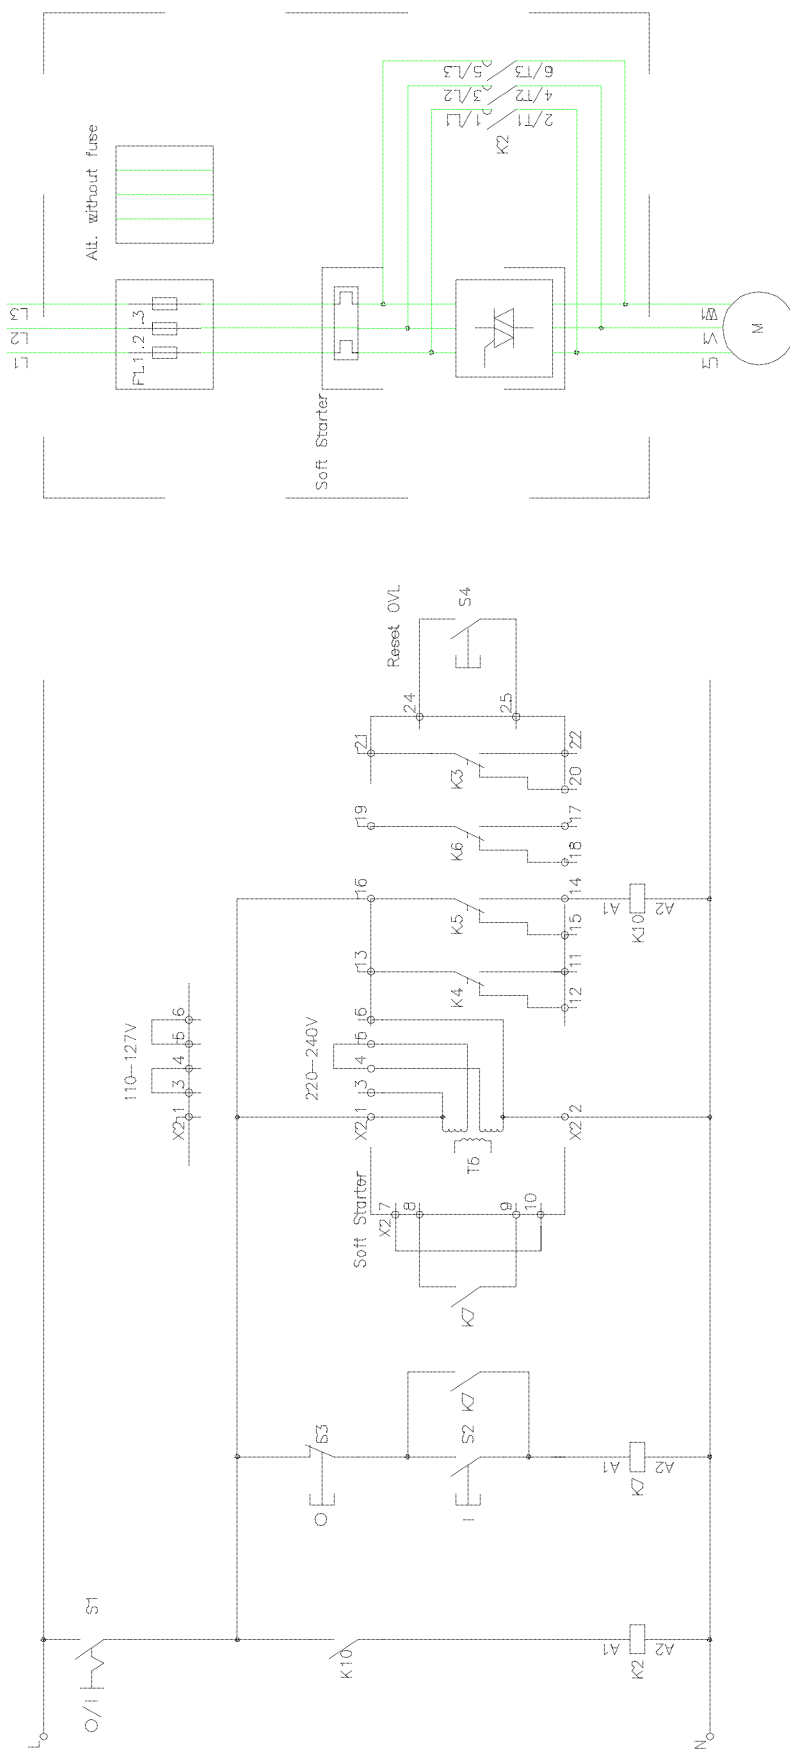 L
N
O/I
S1
K10
A1
K2
A2
O
S3
I
S2
K7
A1
K7
A2
K7
Soft Starter
X2
7
8
9
10
110-127V
X2
1
3
4
5
6
220-240V
X2
1
3
4
5
6
T5
X2
2
13
K4
12
11
16
K5
15
14
A1
K10
A2
19
K6
18
17
21
K3
20
22
24
25
Reset OVL
S4
L1
L2
L3
F1.1.2..3
Alt. without fuse
Soft Starter
K2
1/L1
3/L2
5/L3
2/T1
4/T2
6/T3
U1
V1
W1
M